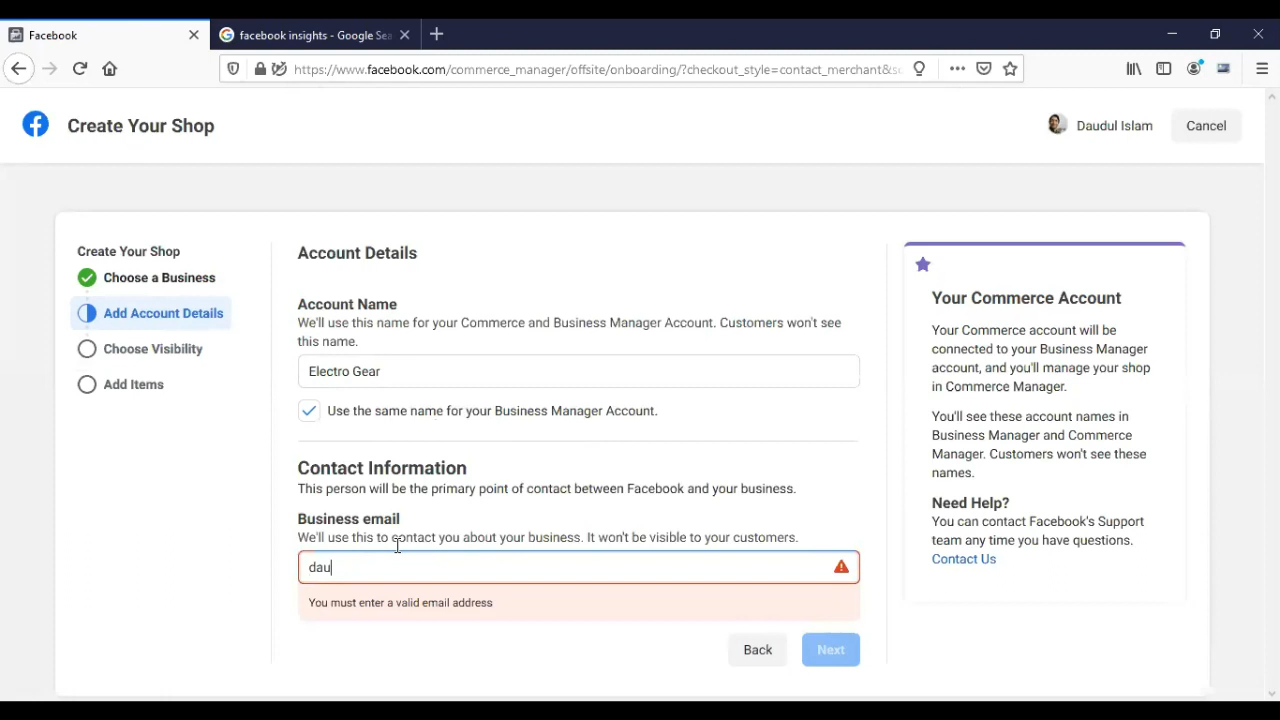 Facebook
facebook insights - Google Sea
https://www.facebook.com/commerce_manager/offsite/onboarding/?checkout_style=contact_merchant&s
Create Your Shop
Daudul Islam
Cancel
Create Your Shop
Choose a Business
Add Account Details
Choose Visibility
Add Items
Account Details
Account Name
We'll use this name for your Commerce and Business Manager Account. Customers won't see
this name.
Electro Gear
Use the same name for your Business Manager Account.
Contact Information
This person will be the primary point of contact between Facebook and your business.
Business email
We'll use this to contact you about your business. It won't be visible to your customers.
dau
You must enter a valid email address
Back
Next
Your Commerce Account
Your Commerce account will be
connected to your Business Manager
account, and you'll manage your shop
in Commerce Manager.
You'll see these account names in
Business Manager and Commerce
Manager. Customers won't see these
names.
Need Help?
You can contact Facebook's Support
team any time you have questions.
Contact Us